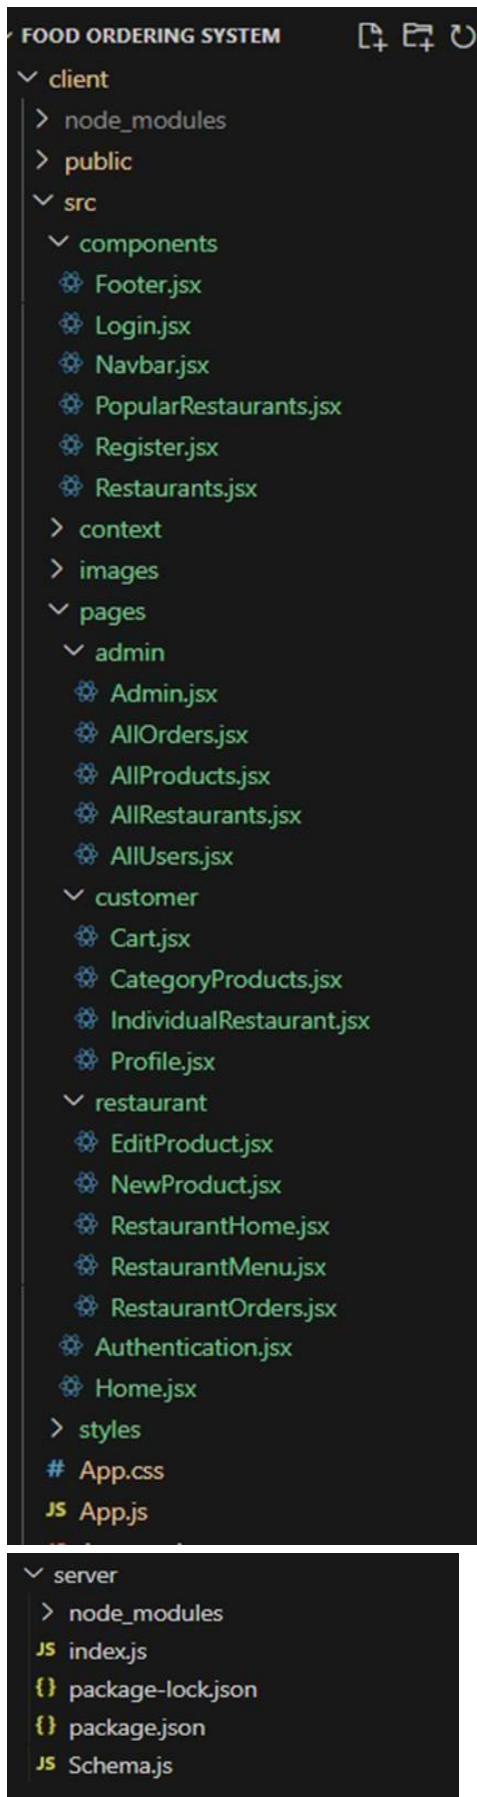 FOOD ORDERING SYSTEM
client
node_modules
public
src
components
Footer.jsx
Login.jsx
Navbar.jsx
PopularRestaurants.jsx
Register.jsx
Restaurants.jsx
context
images
pages
admin
Admin.jsx
AllOrders.jsx
AllProducts.jsx
AllRestaurants.jsx
AllUsers.jsx
customer
Cart.jsx
CategoryProducts.jsx
IndividualRestaurant.jsx
Profile.jsx
restaurant
EditProduct.jsx
NewProduct.jsx
RestaurantHome.jsx
RestaurantMenu.jsx
RestaurantOrders.jsx
Authentication.jsx
Home.jsx
styles
# App.css
JS App.js
server
node_modules
JS index.js
{} package-lock.json
{} package.json
JS Schema.js